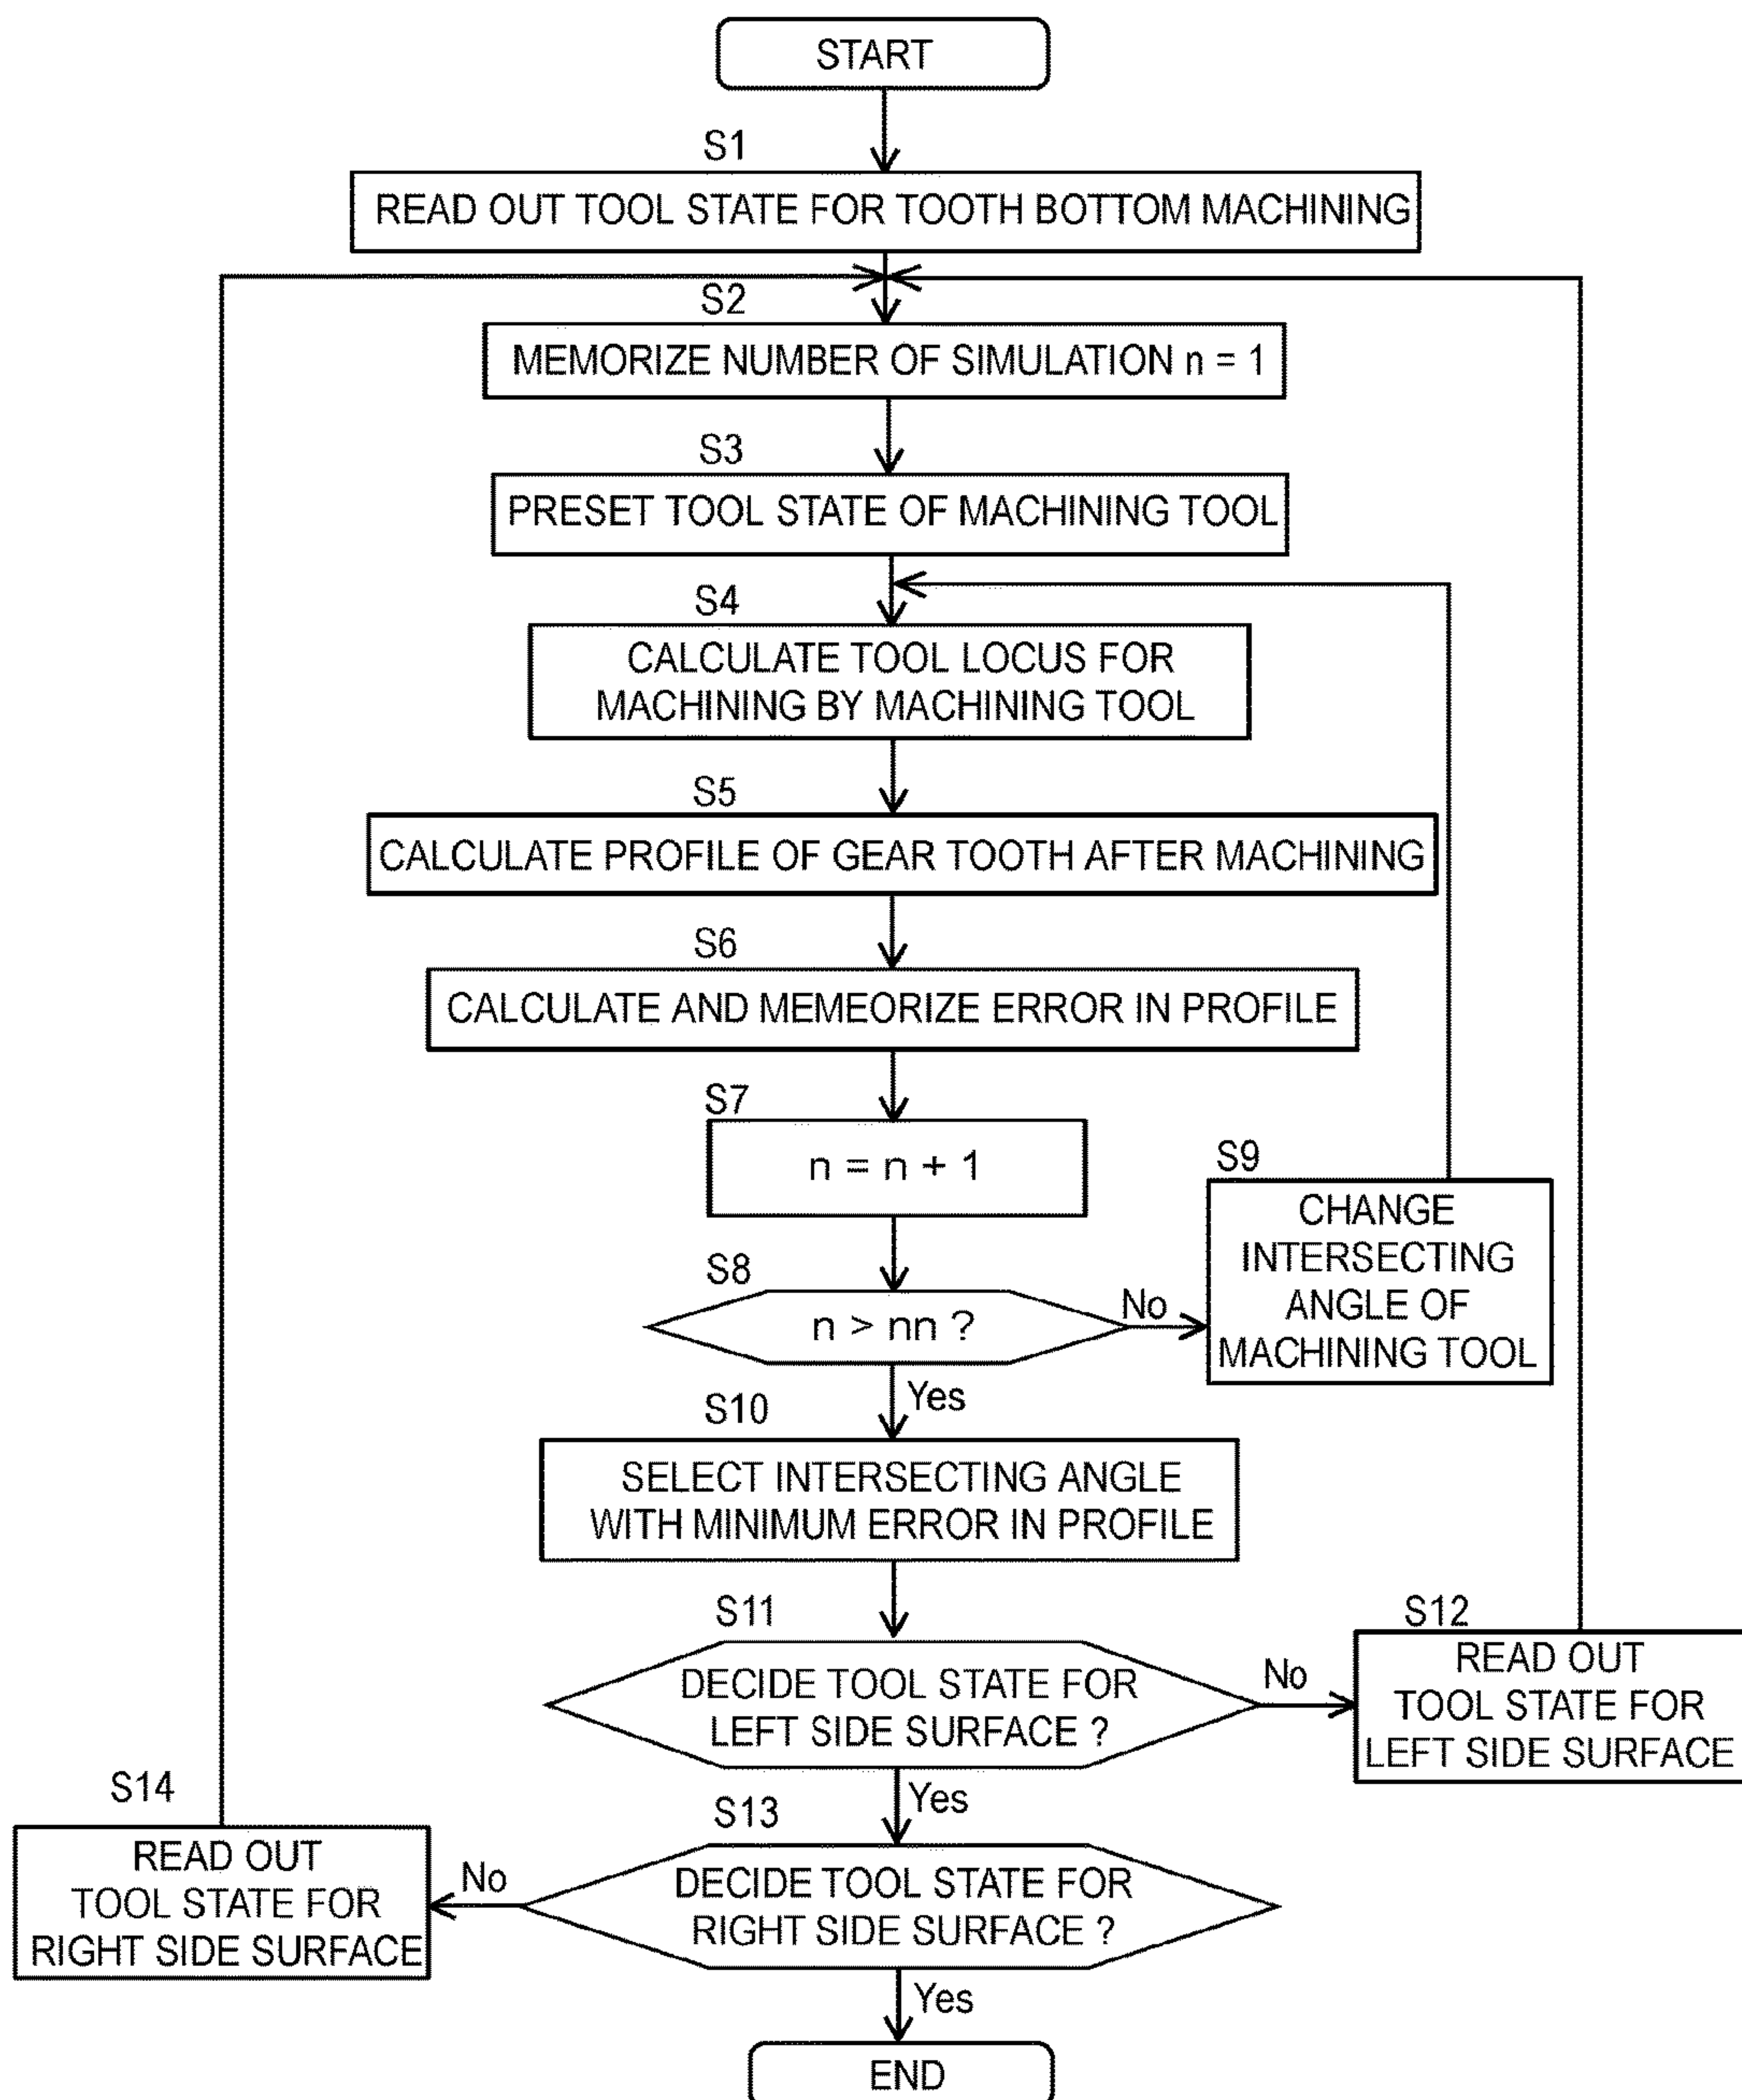 START
S1
READ OUT TOOL STATE FOR TOOTH BOTTOM MACHINING
S2
MEMORIZE NUMBER OF SIMULATION n = 1
S3
PRESET TOOL STATE OF MACHINING TOOL
S4
CALCULATE TOOL LOCUS FOR
MACHINING BY MACHINING TOOL
S5
CALCULATE PROFILE OF GEAR TOOTH AFTER MACHINING
S6
CALCULATE AND MEMEORIZE ERROR IN PROFILE
S7
n = n + 1
S8
n > nn ?
No
S9
CHANGE
INTERSECTING
ANGLE OF
MACHINING TOOL
Yes
S10
SELECT INTERSECTING ANGLE
WITH MINIMUM ERROR IN PROFILE
S11
DECIDE TOOL STATE FOR
LEFT SIDE SURFACE ?
No
S12
READ OUT
TOOL STATE FOR
LEFT SIDE SURFACE
Yes
S13
DECIDE TOOL STATE FOR
RIGHT SIDE SURFACE ?
No
S14
READ OUT
TOOL STATE FOR
RIGHT SIDE SURFACE
Yes
END